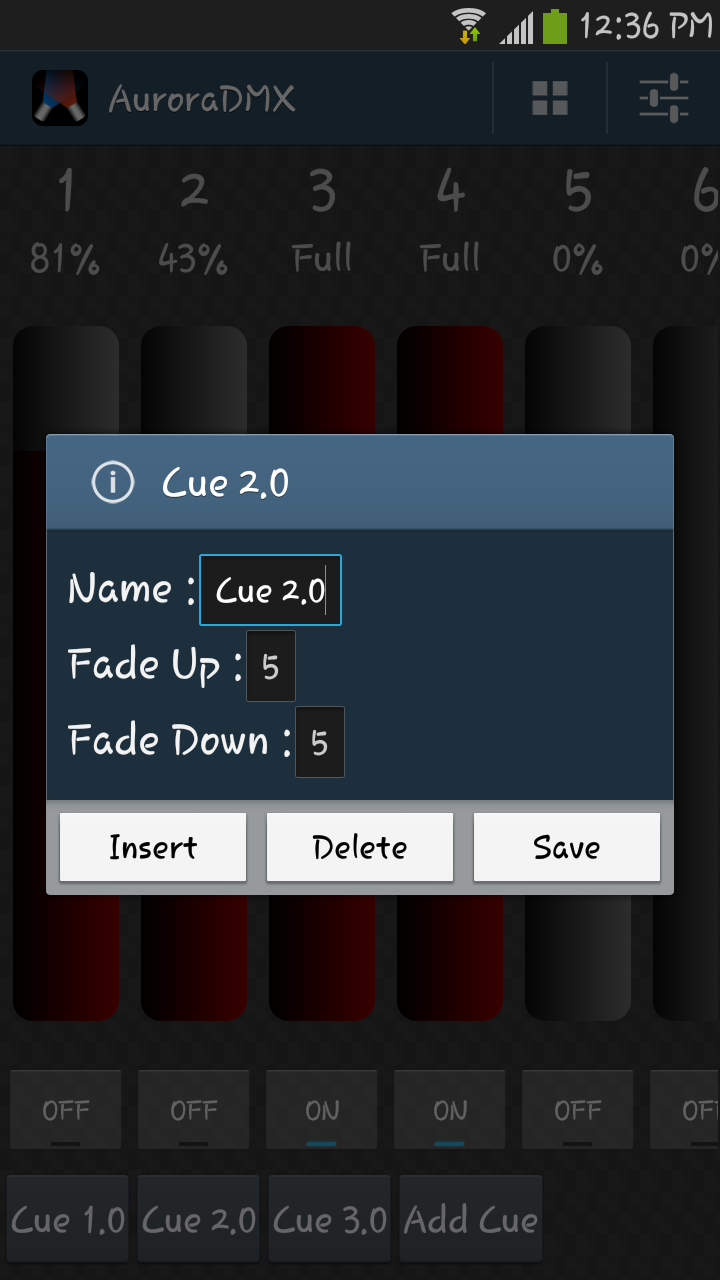 12:36 PM
AuroraDMX
1 2 3 4 5 6
81% 43% Full Full 0% 0%
Cue 2.0
Name : Cue 2.0
Fade Up : 5
Fade Down : 5
Insert Delete Save
OFF OFF ON ON OFF OFF
Cue 1.0 Cue 2.0 Cue 3.0 Add Cue